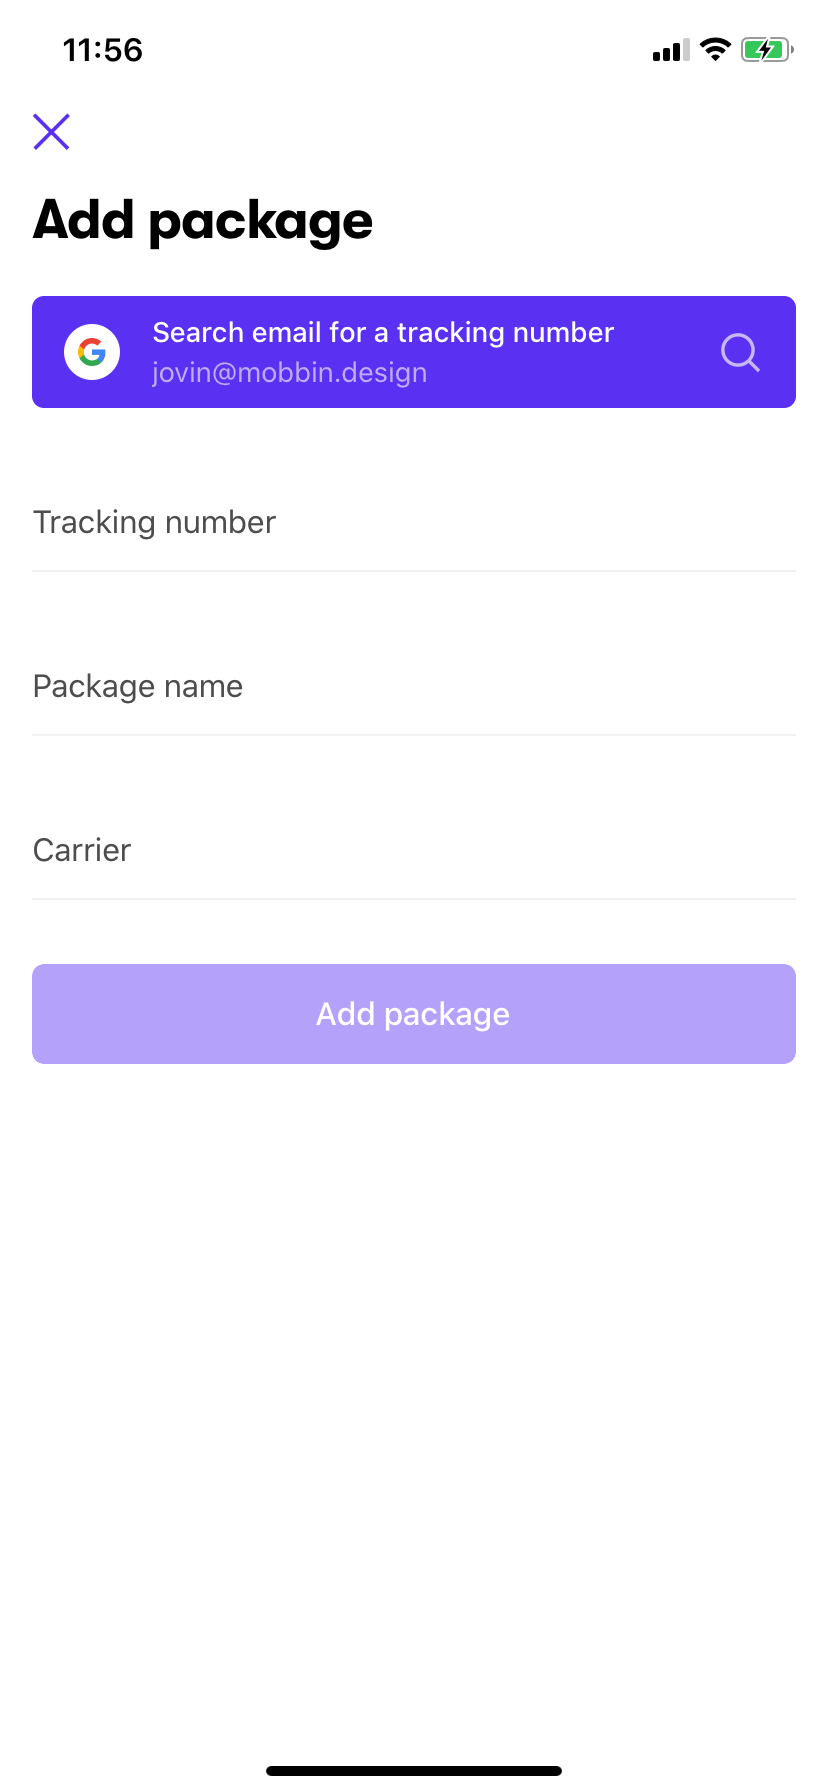 11:56
Add package
Search email for a tracking number
jovin@mobbin.design
Tracking number
Package name
Carrier
Add package